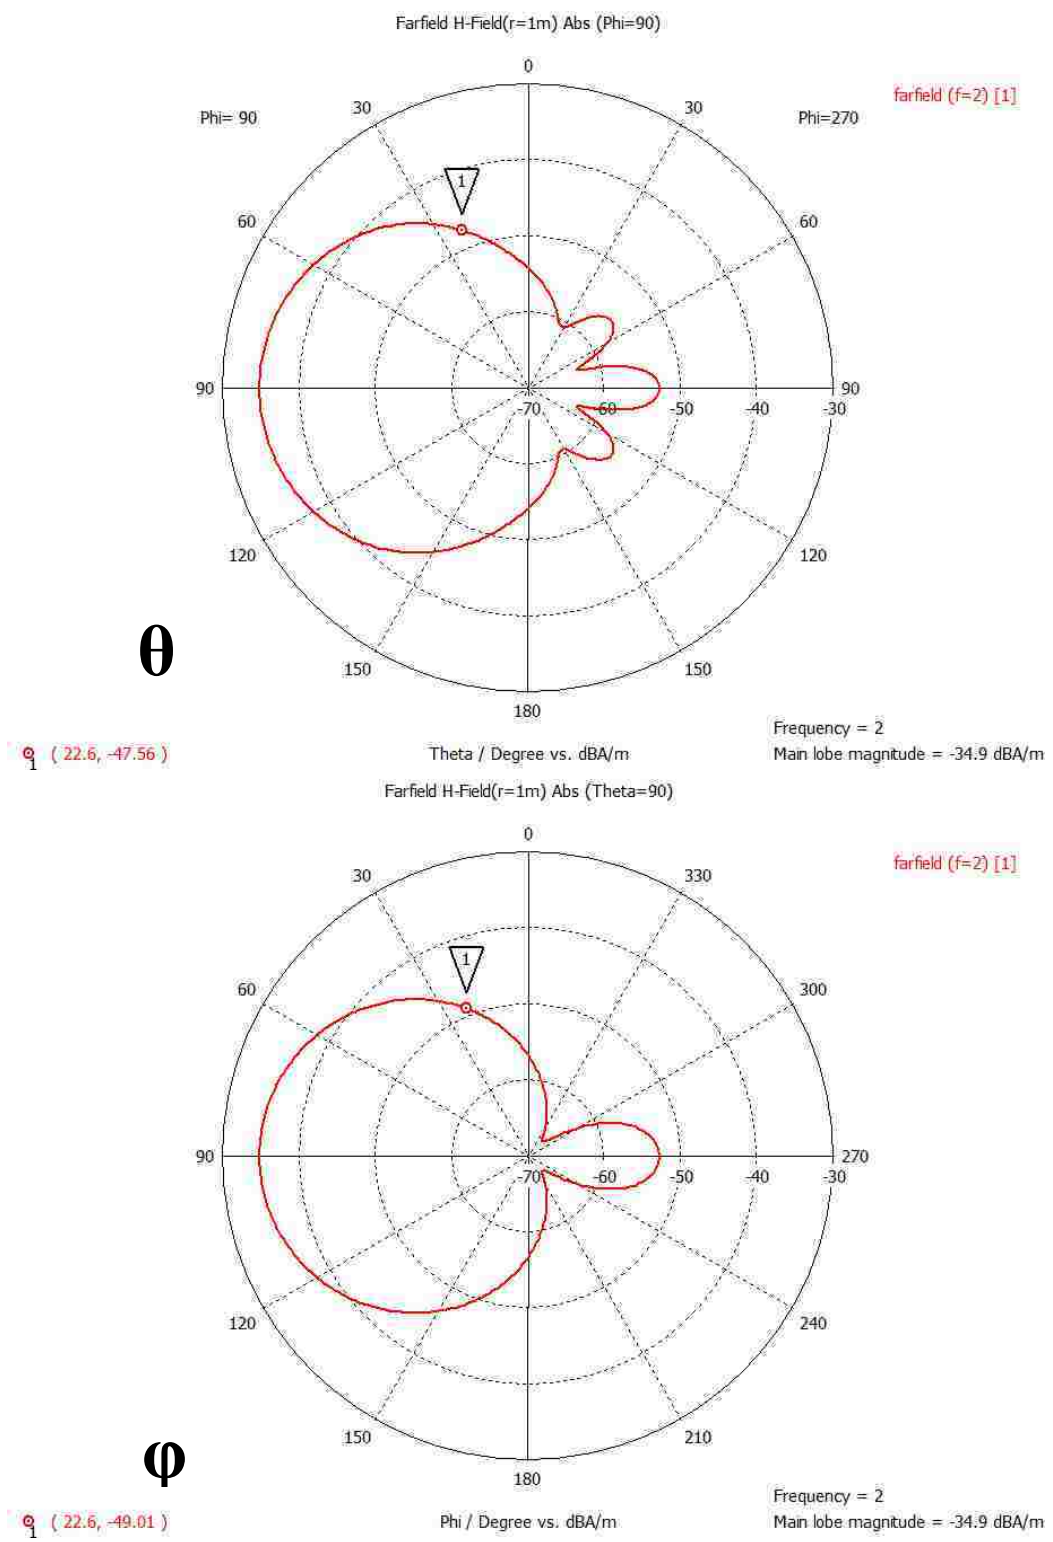 Farfield H-Field(r=1m) Abs (Phi=90)
0
farfield (f=2) [1]
Phi= 90
30
30
Phi=270
1
60
60
90
90
-70
-60
-50
-40
-30
120
120
θ
150
150
180
Frequency = 2
1 ( 22.6, -47.56 )
Theta / Degree vs. dBA/m
Main lobe magnitude = -34.9 dBA/m
Farfield H-Field(r=1m) Abs (Theta=90)
0
farfield (f=2) [1]
30
330
1
60
300
90
270
-70
-60
-50
-40
-30
120
240
150
210
φ
180
Frequency = 2
1 ( 22.6, -49.01 )
Phi / Degree vs. dBA/m
Main lobe magnitude = -34.9 dBA/m